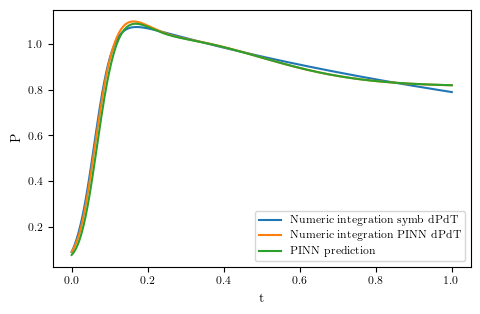 1.0
0.8
0.6
0.4
0.2
P
0.0 0.2 0.4 0.6 0.8 1.0
t
Numeric integration symb dPdT
Numeric integration PINN dPdT
PINN prediction